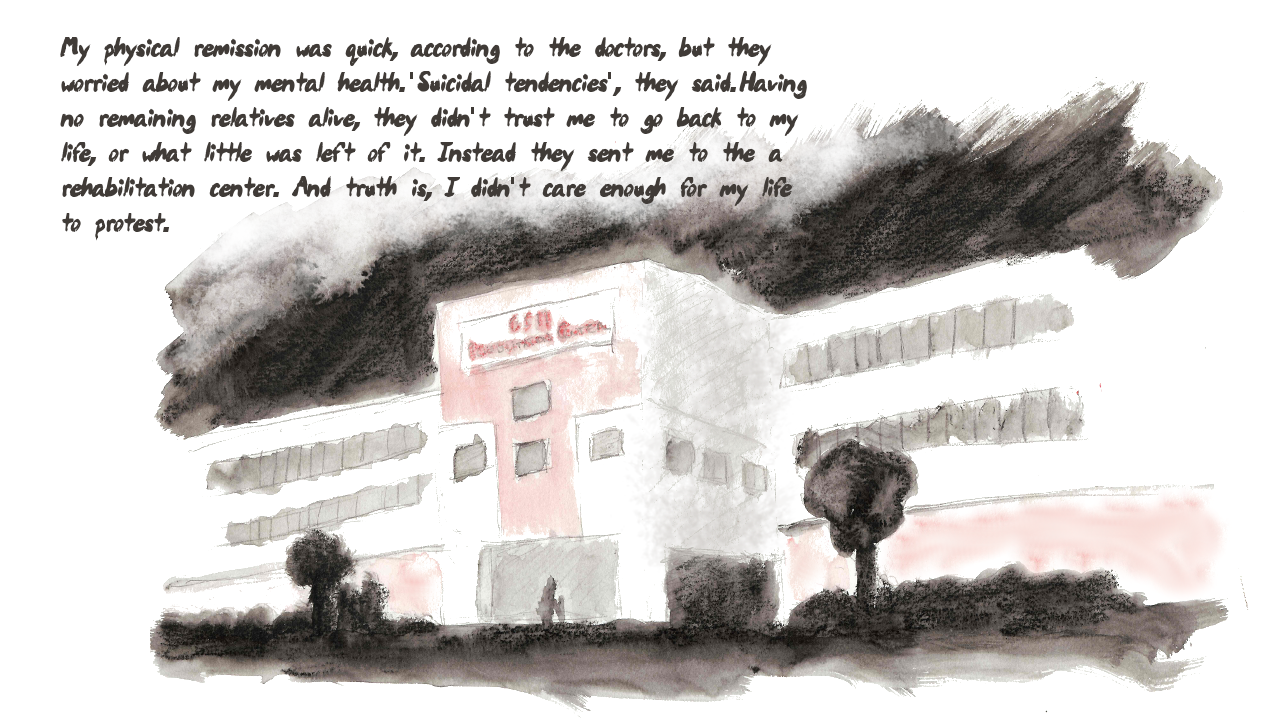 My physical remission was quick, according to the doctors, but they
worried about my mental health.'Suicidal tendencies', they said.Having
no remaining relatives alive, they didn't trust me to go back to my
life, or what little was left of it. Instead they sent me to the a
rehabilitation center. And truth is, I didn't care enough for my life
to protest.